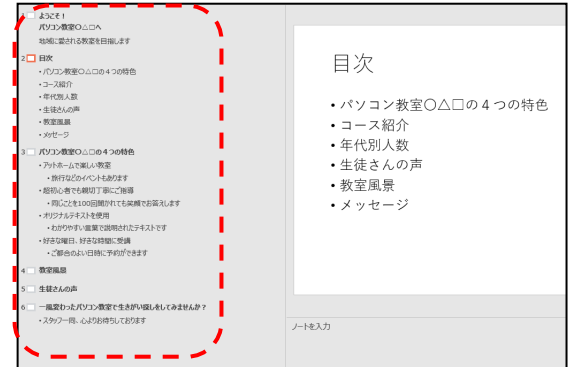 1 ようこそ！
パソコン教室〇△□へ
地域に愛される教室を目指します
2 目次
・パソコン教室〇△□の４つの特色
・コース紹介
・年代別人数
・生徒さんの声
・教室風景
・メッセージ
3 パソコン教室〇△□の４つの特色
・アットホームで楽しい教室
・旅行などのイベントもあります
・超初心者でも親切丁寧にご指導
・同じことを100回聞かれても笑顔でお答えします
・オリジナルテキストを使用
・わかりやすい言葉で説明されたテキストです
・好きな曜日、好きな時間に受講
・ご都合のよい日時に予約ができます
4 教室風景
5 生徒さんの声
6 一風変わったパソコン教室で生きがい探しをしてみませんか？
・スタッフ一同、心よりお待ちしております
目次
• パソコン教室〇△□の４つの特色
• コース紹介
• 年代別人数
• 生徒さんの声
• 教室風景
• メッセージ
ノートを入力